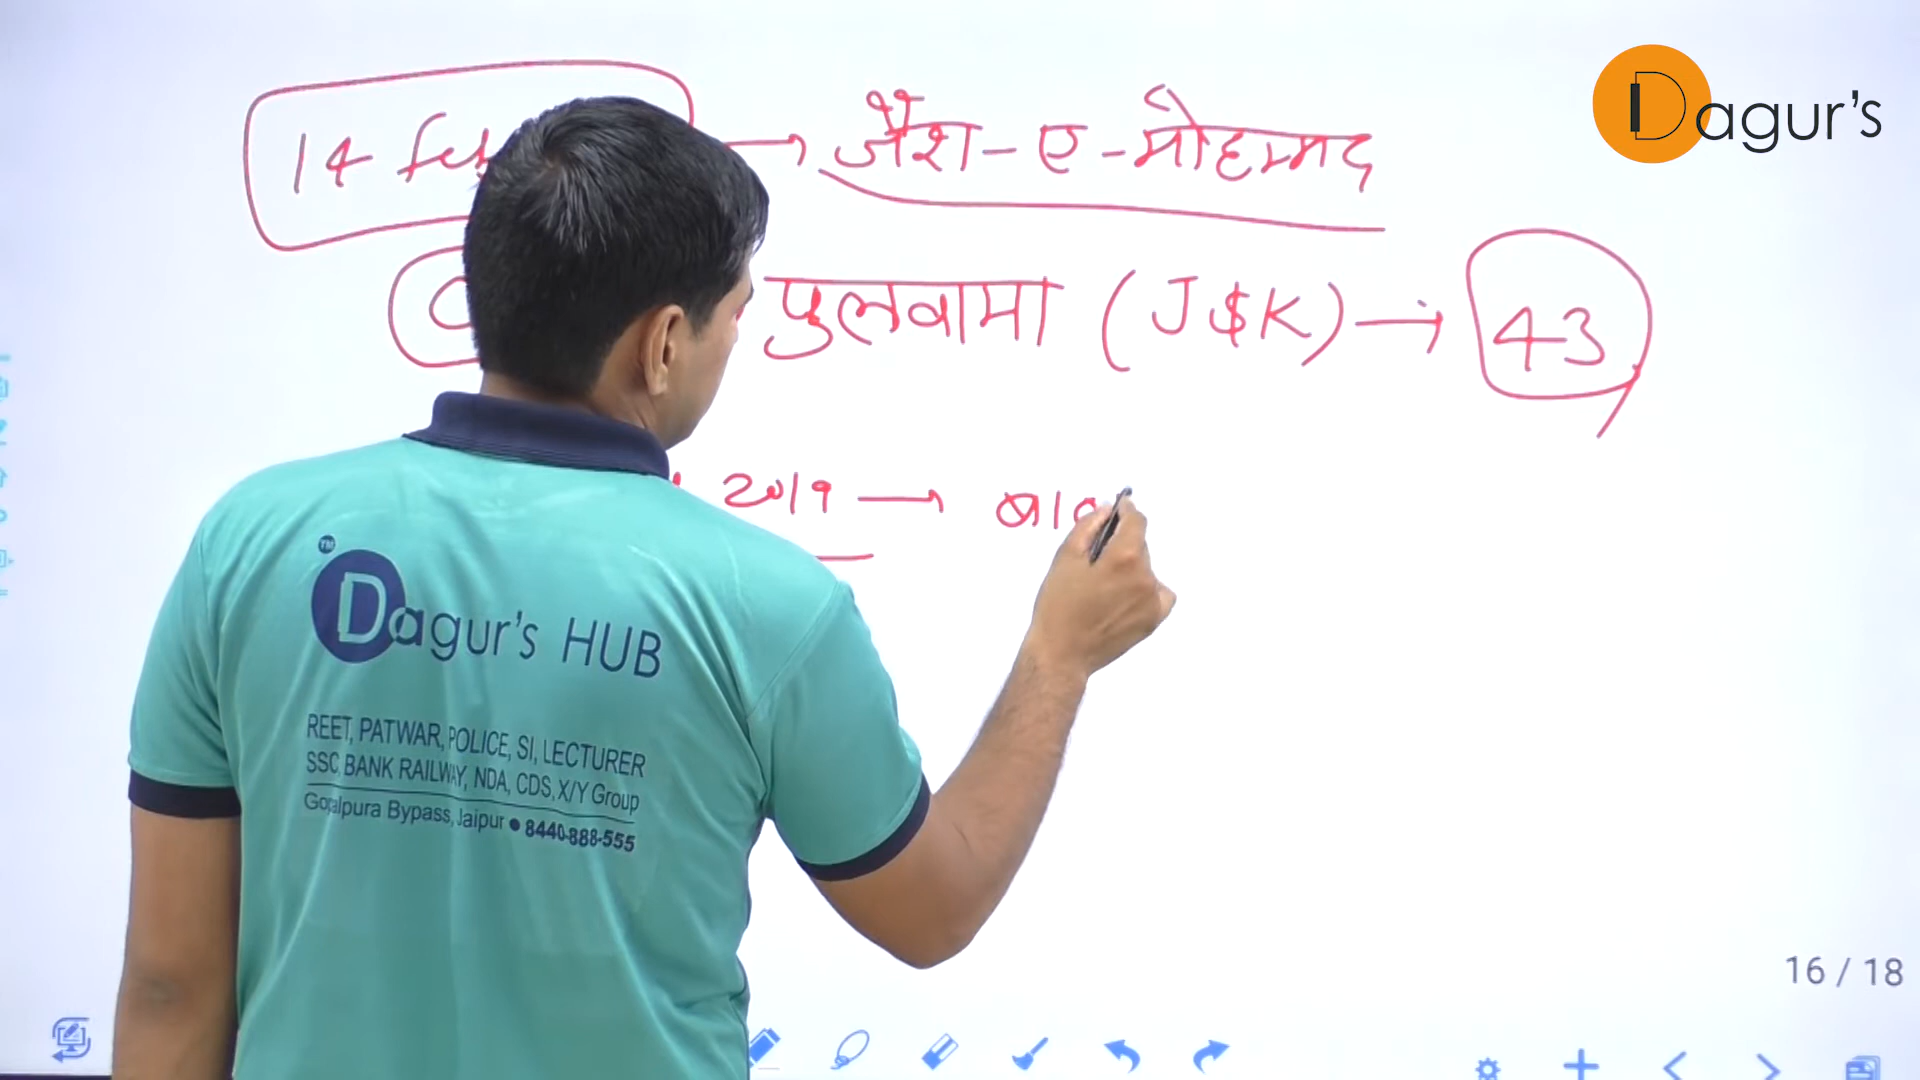 14 Feb → जैश-ए-मोहम्मद
पुलवामा (J&K) → 43
2019 → बाल
Dagur's
Dagur's HUB
TM
REET, PATWAR, POLICE, SI, LECTURER
SSC, BANK RAILWAY, NDA, CDS, X/Y Group
Gopalpura Bypass, Jaipur ● 8440-888-555
16 / 18